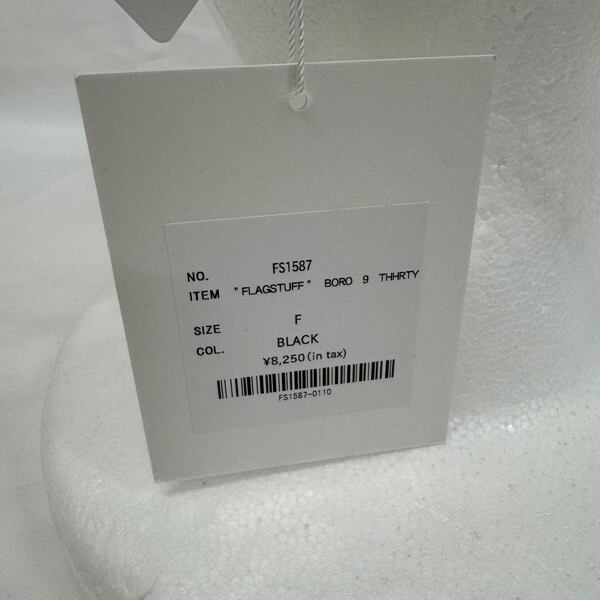 NO. FS1587
ITEM "FLAGSTUFF" BORO 9 THHRTY
SIZE F
COL. BLACK
¥8,250(in tax)
FS1587-0110